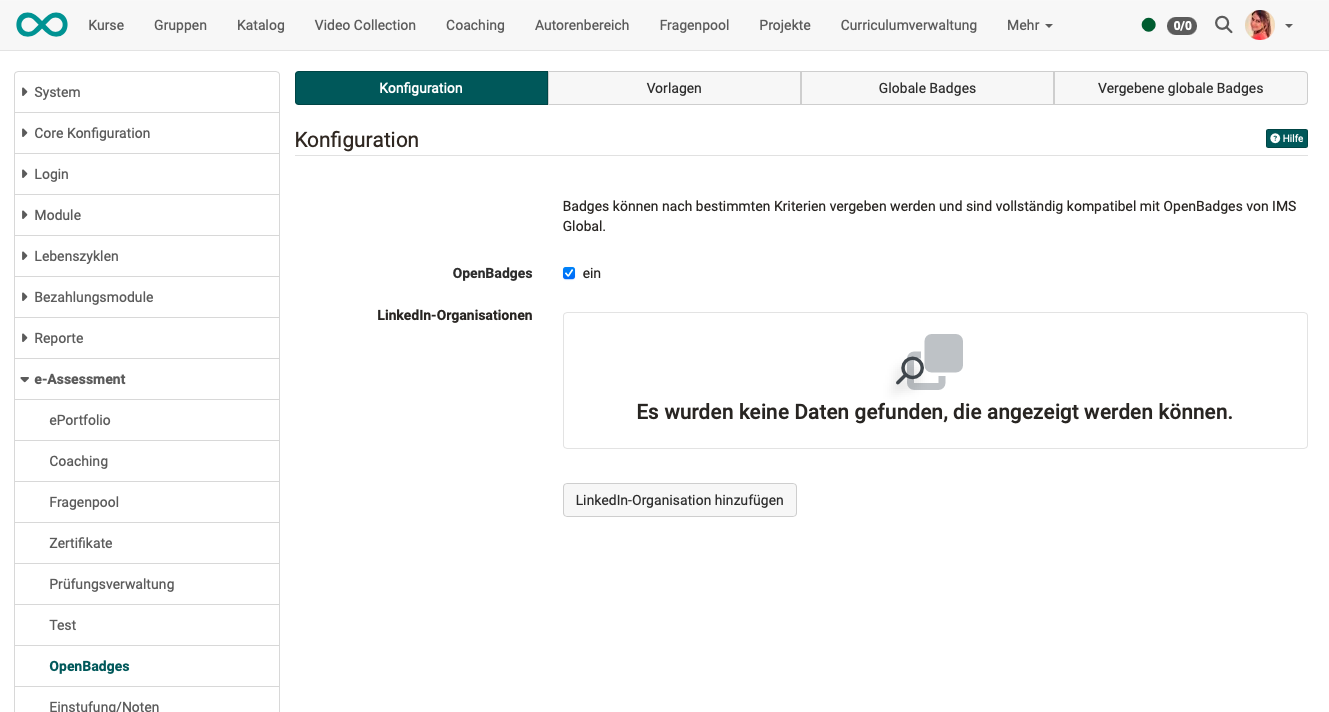 Kurse Gruppen Katalog Video Collection Coaching Autorenbereich Fragenpool Projekte Curriculumverwaltung Mehr 0/0
System
Core Konfiguration
Login
Module
Lebenszyklen
Bezahlungsmodule
Reporte
e-Assessment
ePortfolio
Coaching
Fragenpool
Zertifikate
Prüfungsverwaltung
Test
OpenBadges
Einstufung/Noten
Konfiguration Vorlagen Globale Badges Vergebene globale Badges
Konfiguration
Hilfe
Badges können nach bestimmten Kriterien vergeben werden und sind vollständig kompatibel mit OpenBadges von IMS
Global.
OpenBadges ein
LinkedIn-Organisationen
Es wurden keine Daten gefunden, die angezeigt werden können.
LinkedIn-Organisation hinzufügen